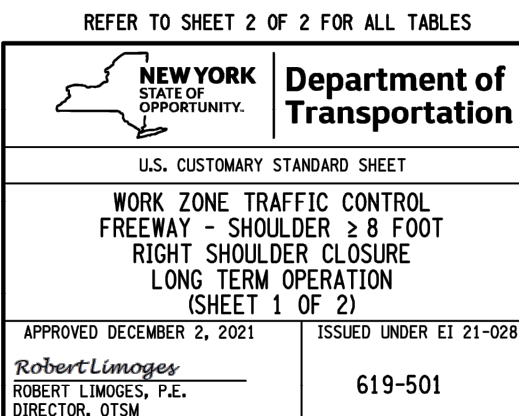 REFER TO SHEET 2 OF 2 FOR ALL TABLES
NEW YORK
STATE OF
OPPORTUNITY™
Department of
Transportation
U.S. CUSTOMARY STANDARD SHEET
WORK ZONE TRAFFIC CONTROL
FREEWAY - SHOULDER ≥ 8 FOOT
RIGHT SHOULDER CLOSURE
LONG TERM OPERATION
(SHEET 1 OF 2)
APPROVED DECEMBER 2, 2021
Robert Limoges
ROBERT LIMOGES, P.E.
DIRECTOR, OTSM
ISSUED UNDER EI 21-028
619-501